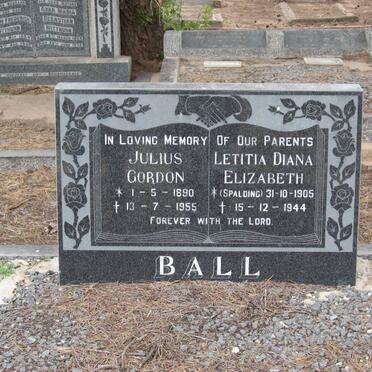 IN LOVING MEMORY OF OUR PARENTS
JULIUS GORDON
* 1-5-1890
† 13-7-1955
LETITIA DIANA ELIZABETH
* (SPALDING) 31-10-1905
† 15-12-1944
FOREVER WITH THE LORD.
BALL